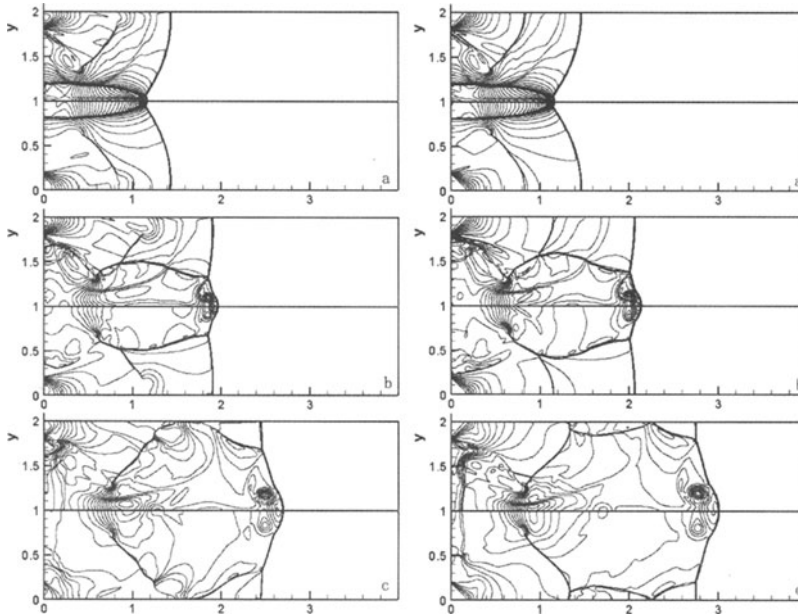 y 2 1.5 1 0.5 0 0 1 2 3 a
y 2 1.5 1 0.5 0 0 1 2 3
y 2 1.5 1 0.5 0 0 1 2 3 b
y 2 1.5 1 0.5 0 0 1 2 3
y 2 1.5 1 0.5 0 0 1 2 3 c
y 2 1.5 1 0.5 0 0 1 2 3